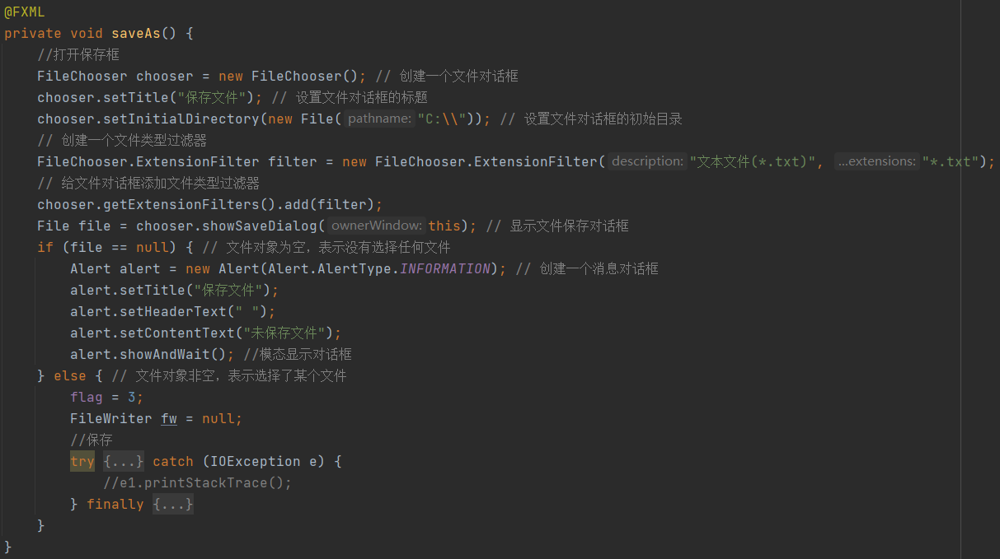 @FXML
private void saveAs() {
//打开保存框
FileChooser chooser = new FileChooser(); // 创建一个文件对话框
chooser.setTitle("保存文件"); // 设置文件对话框的标题
chooser.setInitialDirectory(new File( pathname: "C:\\")); // 设置文件对话框的初始目录
// 创建一个文件类型过滤器
FileChooser.ExtensionFilter filter = new FileChooser.ExtensionFilter( description: "文本文件(*.txt)", ...extensions: "*.txt");
// 给文件对话框添加文件类型过滤器
chooser.getExtensionFilters().add(filter);
File file = chooser.showSaveDialog( ownerWindow: this); // 显示文件保存对话框
if (file == null) { // 文件对象为空，表示没有选择任何文件
Alert alert = new Alert(Alert.AlertType.INFORMATION); // 创建一个消息对话框
alert.setTitle("保存文件");
alert.setHeaderText(" ");
alert.setContentText("未保存文件");
alert.showAndWait(); //模态显示对话框
} else { // 文件对象非空，表示选择了某个文件
flag = 3;
FileWriter fw = null;
//保存
try {...} catch (IOException e) {
//e1.printStackTrace();
} finally {...}
}
}